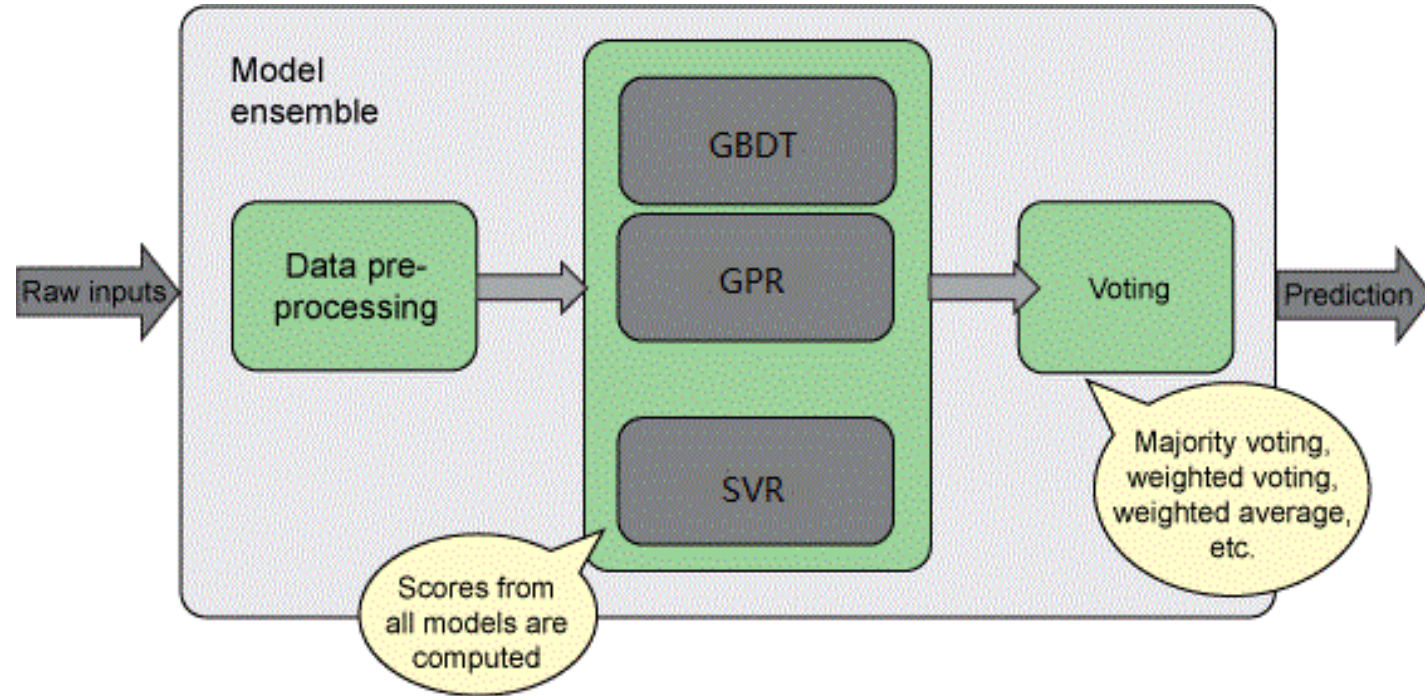 Model
ensemble
Raw inputs
Data pre-
processing
GBDT
GPR
SVR
Voting
Prediction
Scores from
all models are
computed
Majority voting,
weighted voting,
weighted average,
etc.